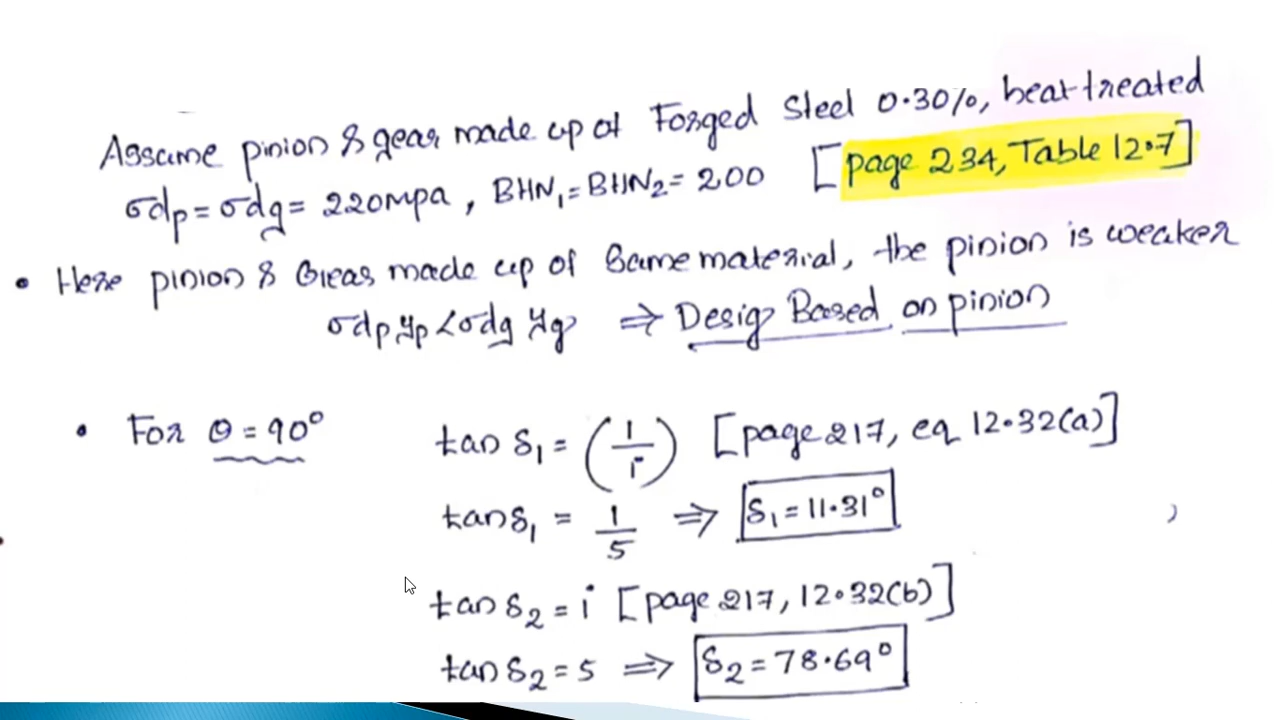 Assume pinion & gear made up of Forged Steel 0.30%, heat treated
σdp = σdg = 220mpa, BHN₁ = BHN₂ = 200 [page 234, Table 12.7]
• Here pinion & Grear made up of Same material, the pinion is weaker
σdp yp < σdg yg ⇒ Desig Based on pinion
• For θ = 90°
tan δ₁ = (1/i) [page 217, eq 12.32(a)]
tan δ₁ = 1/5 ⇒ δ₁ = 11.31°
tan δ₂ = i [page 217, 12.32(b)]
tan δ₂ = 5 ⇒ δ₂ = 78.69°